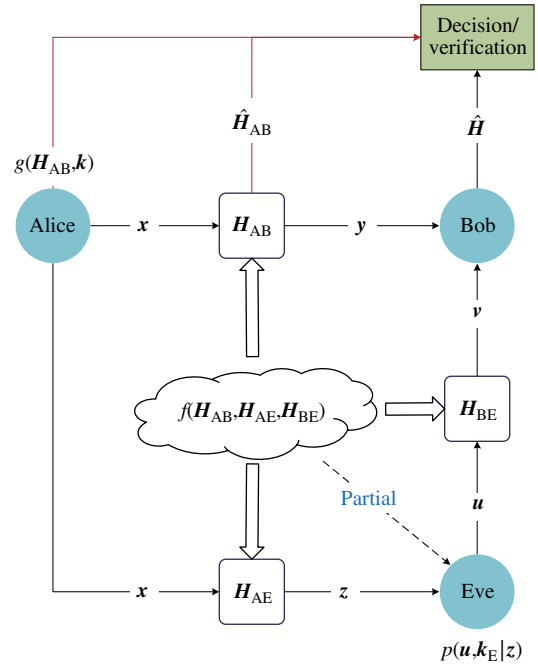 Decision/
verification
Ĥ_AB
Ĥ
g(H_AB,k)
Alice
x
H_AB
y
Bob
v
f(H_AB,H_AE,H_BE)
H_BE
Partial
u
x
H_AE
z
Eve
p(u,k_E|z)